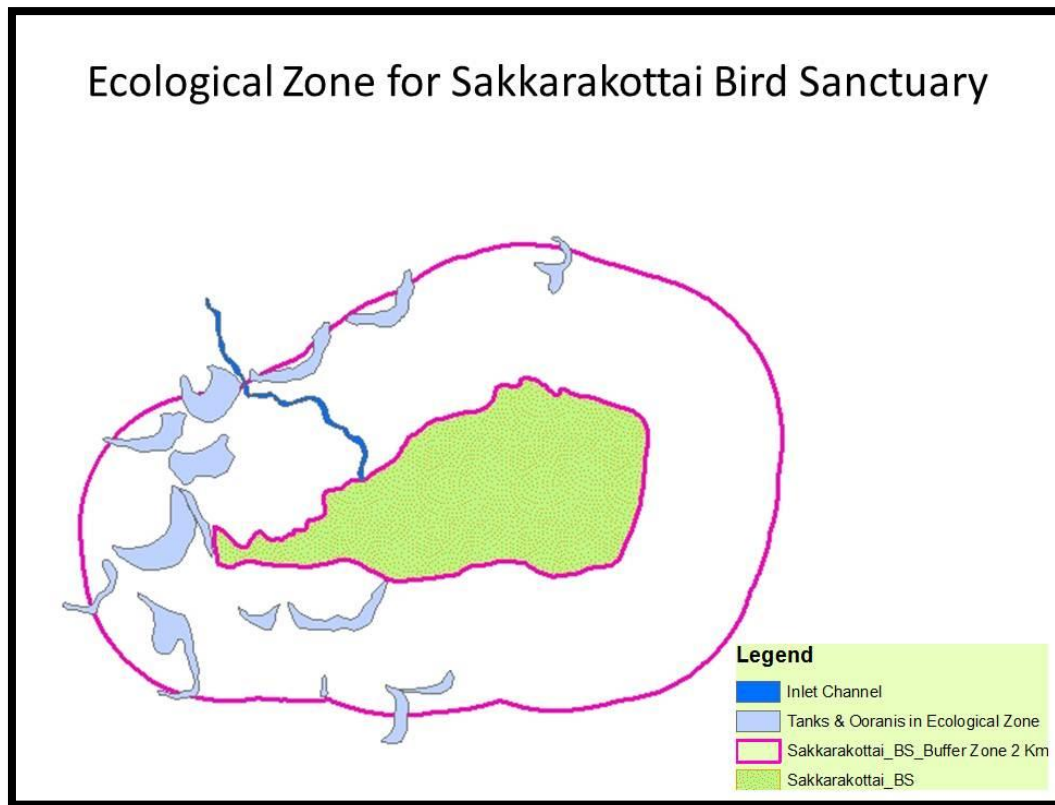 Ecological Zone for Sakkarakottai Bird Sanctuary
Legend
Inlet Channel
Tanks & Ooranis in Ecological Zone
Sakkarakottai_BS_Buffer Zone 2 Km
Sakkarakottai_BS